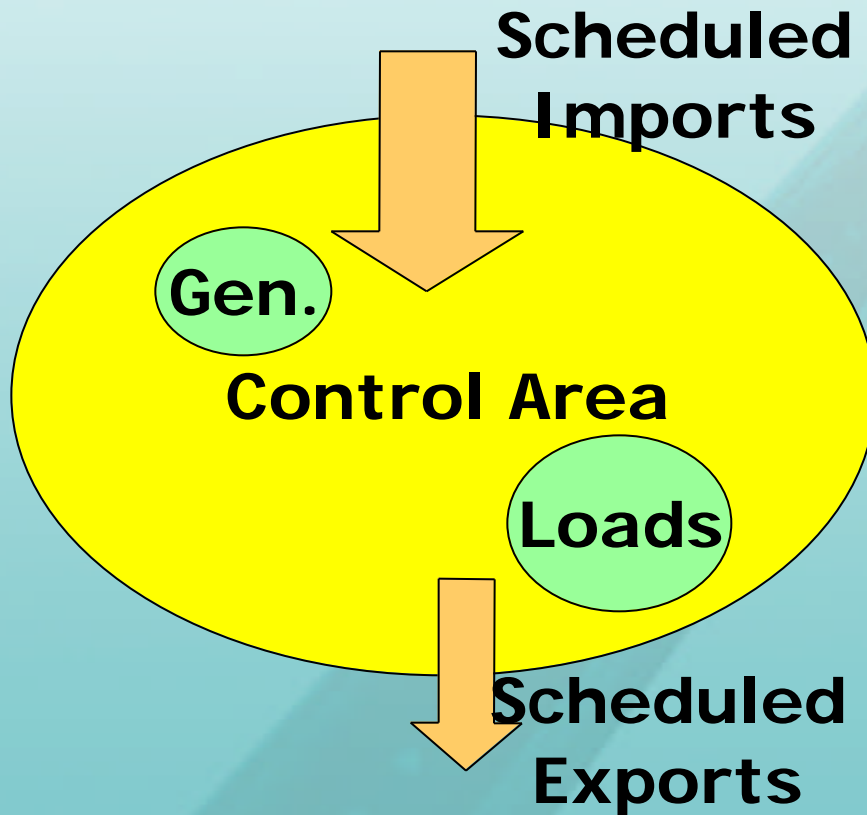 Scheduled
Imports
Gen.
Control Area
Loads
Scheduled
Exports